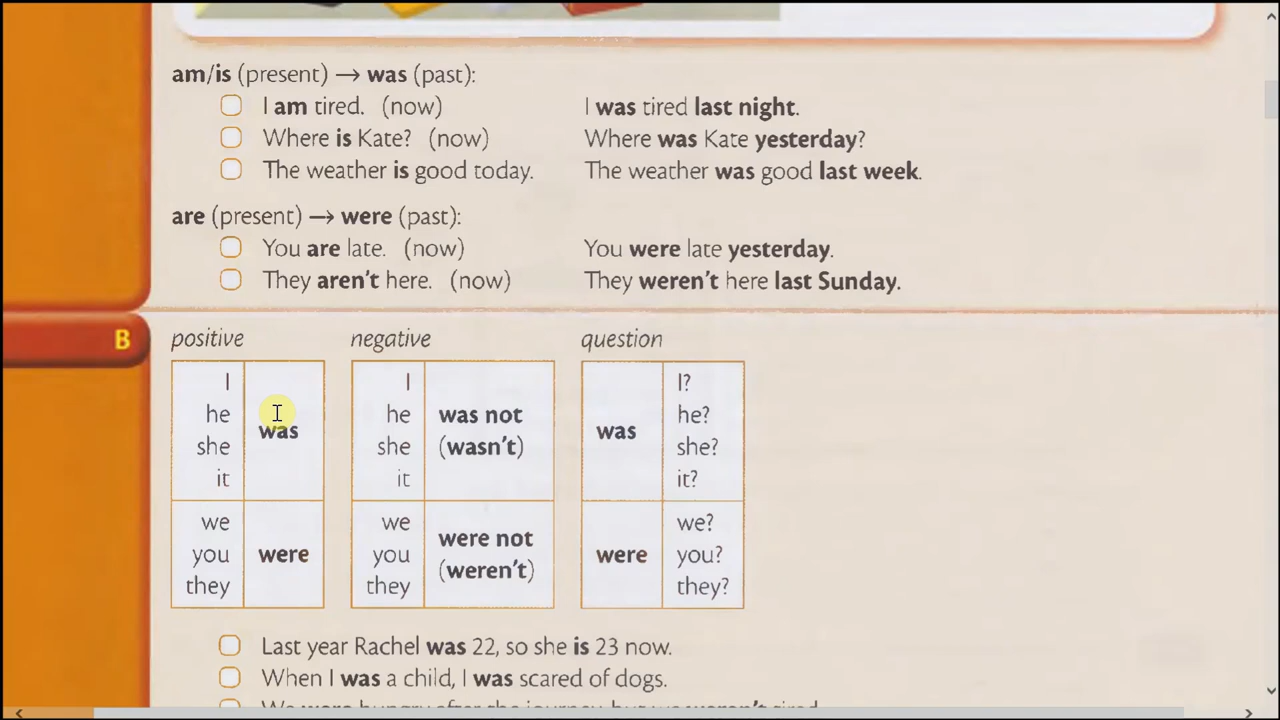 am/is (present) → was (past):
I am tired. (now) I was tired last night.
Where is Kate? (now) Where was Kate yesterday?
The weather is good today. The weather was good last week.
are (present) → were (past):
You are late. (now) You were late yesterday.
They aren't here. (now) They weren't here last Sunday.
B
positive negative question
I I I?
he was he was not was he?
she she (wasn't) she?
it it it?
we we were not we?
you were you (weren't) were you?
they they they?
Last year Rachel was 22, so she is 23 now.
When I was a child, I was scared of dogs.